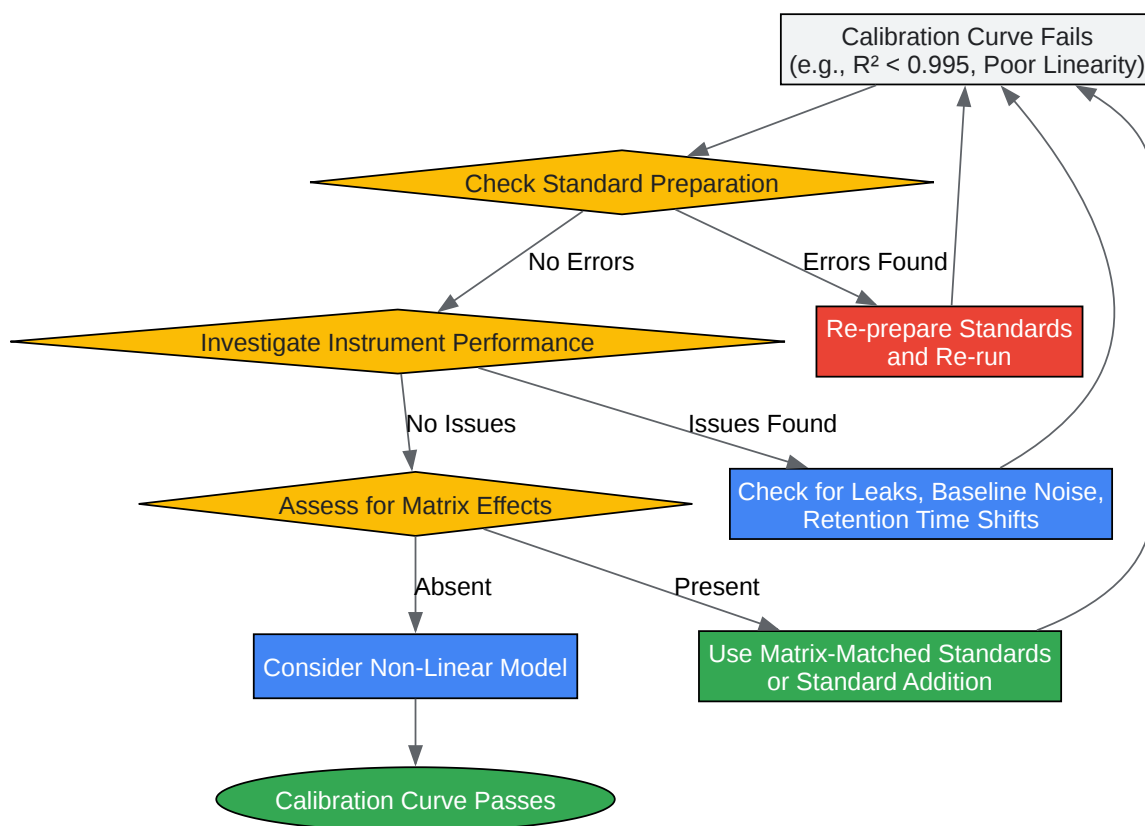 Calibration Curve Fails
(e.g., R² < 0.995, Poor Linearity)
Check Standard Preparation
No Errors
Errors Found
Investigate Instrument Performance
Re-prepare Standards
and Re-run
No Issues
Issues Found
Assess for Matrix Effects
Check for Leaks, Baseline Noise,
Retention Time Shifts
Absent
Present
Consider Non-Linear Model
Use Matrix-Matched Standards
or Standard Addition
Calibration Curve Passes